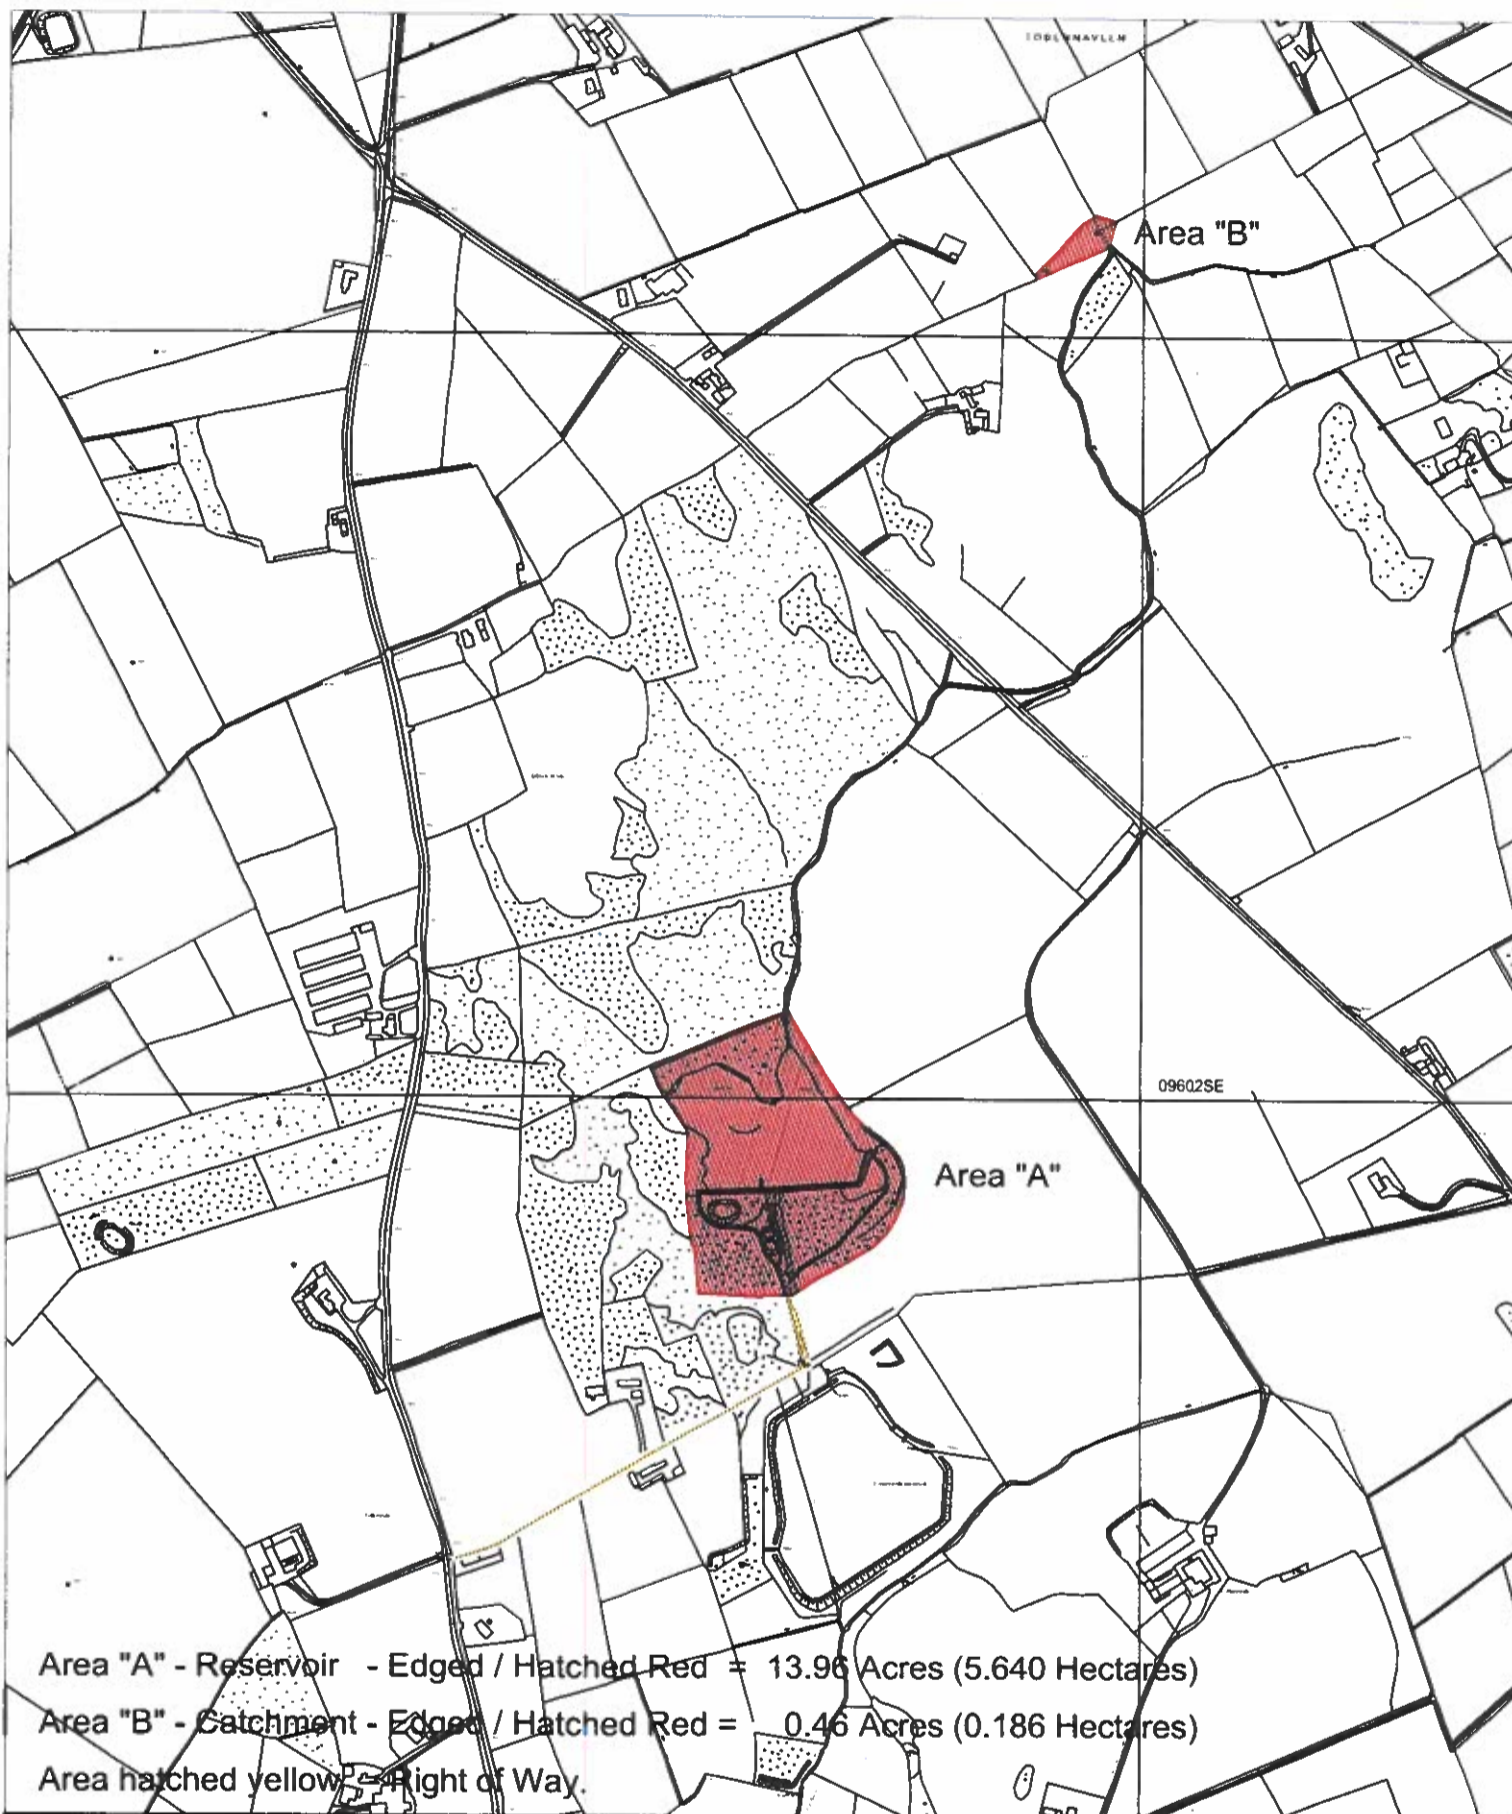 Area "B"
09602SE
Area "A"
Area "A" - Reservoir - Edged / Hatched Red = 13.96 Acres (5.640 Hectares)
Area "B" - Catchment - Edged / Hatched Red = 0.46 Acres (0.186 Hectares)
Area hatched yellow = Right of Way.